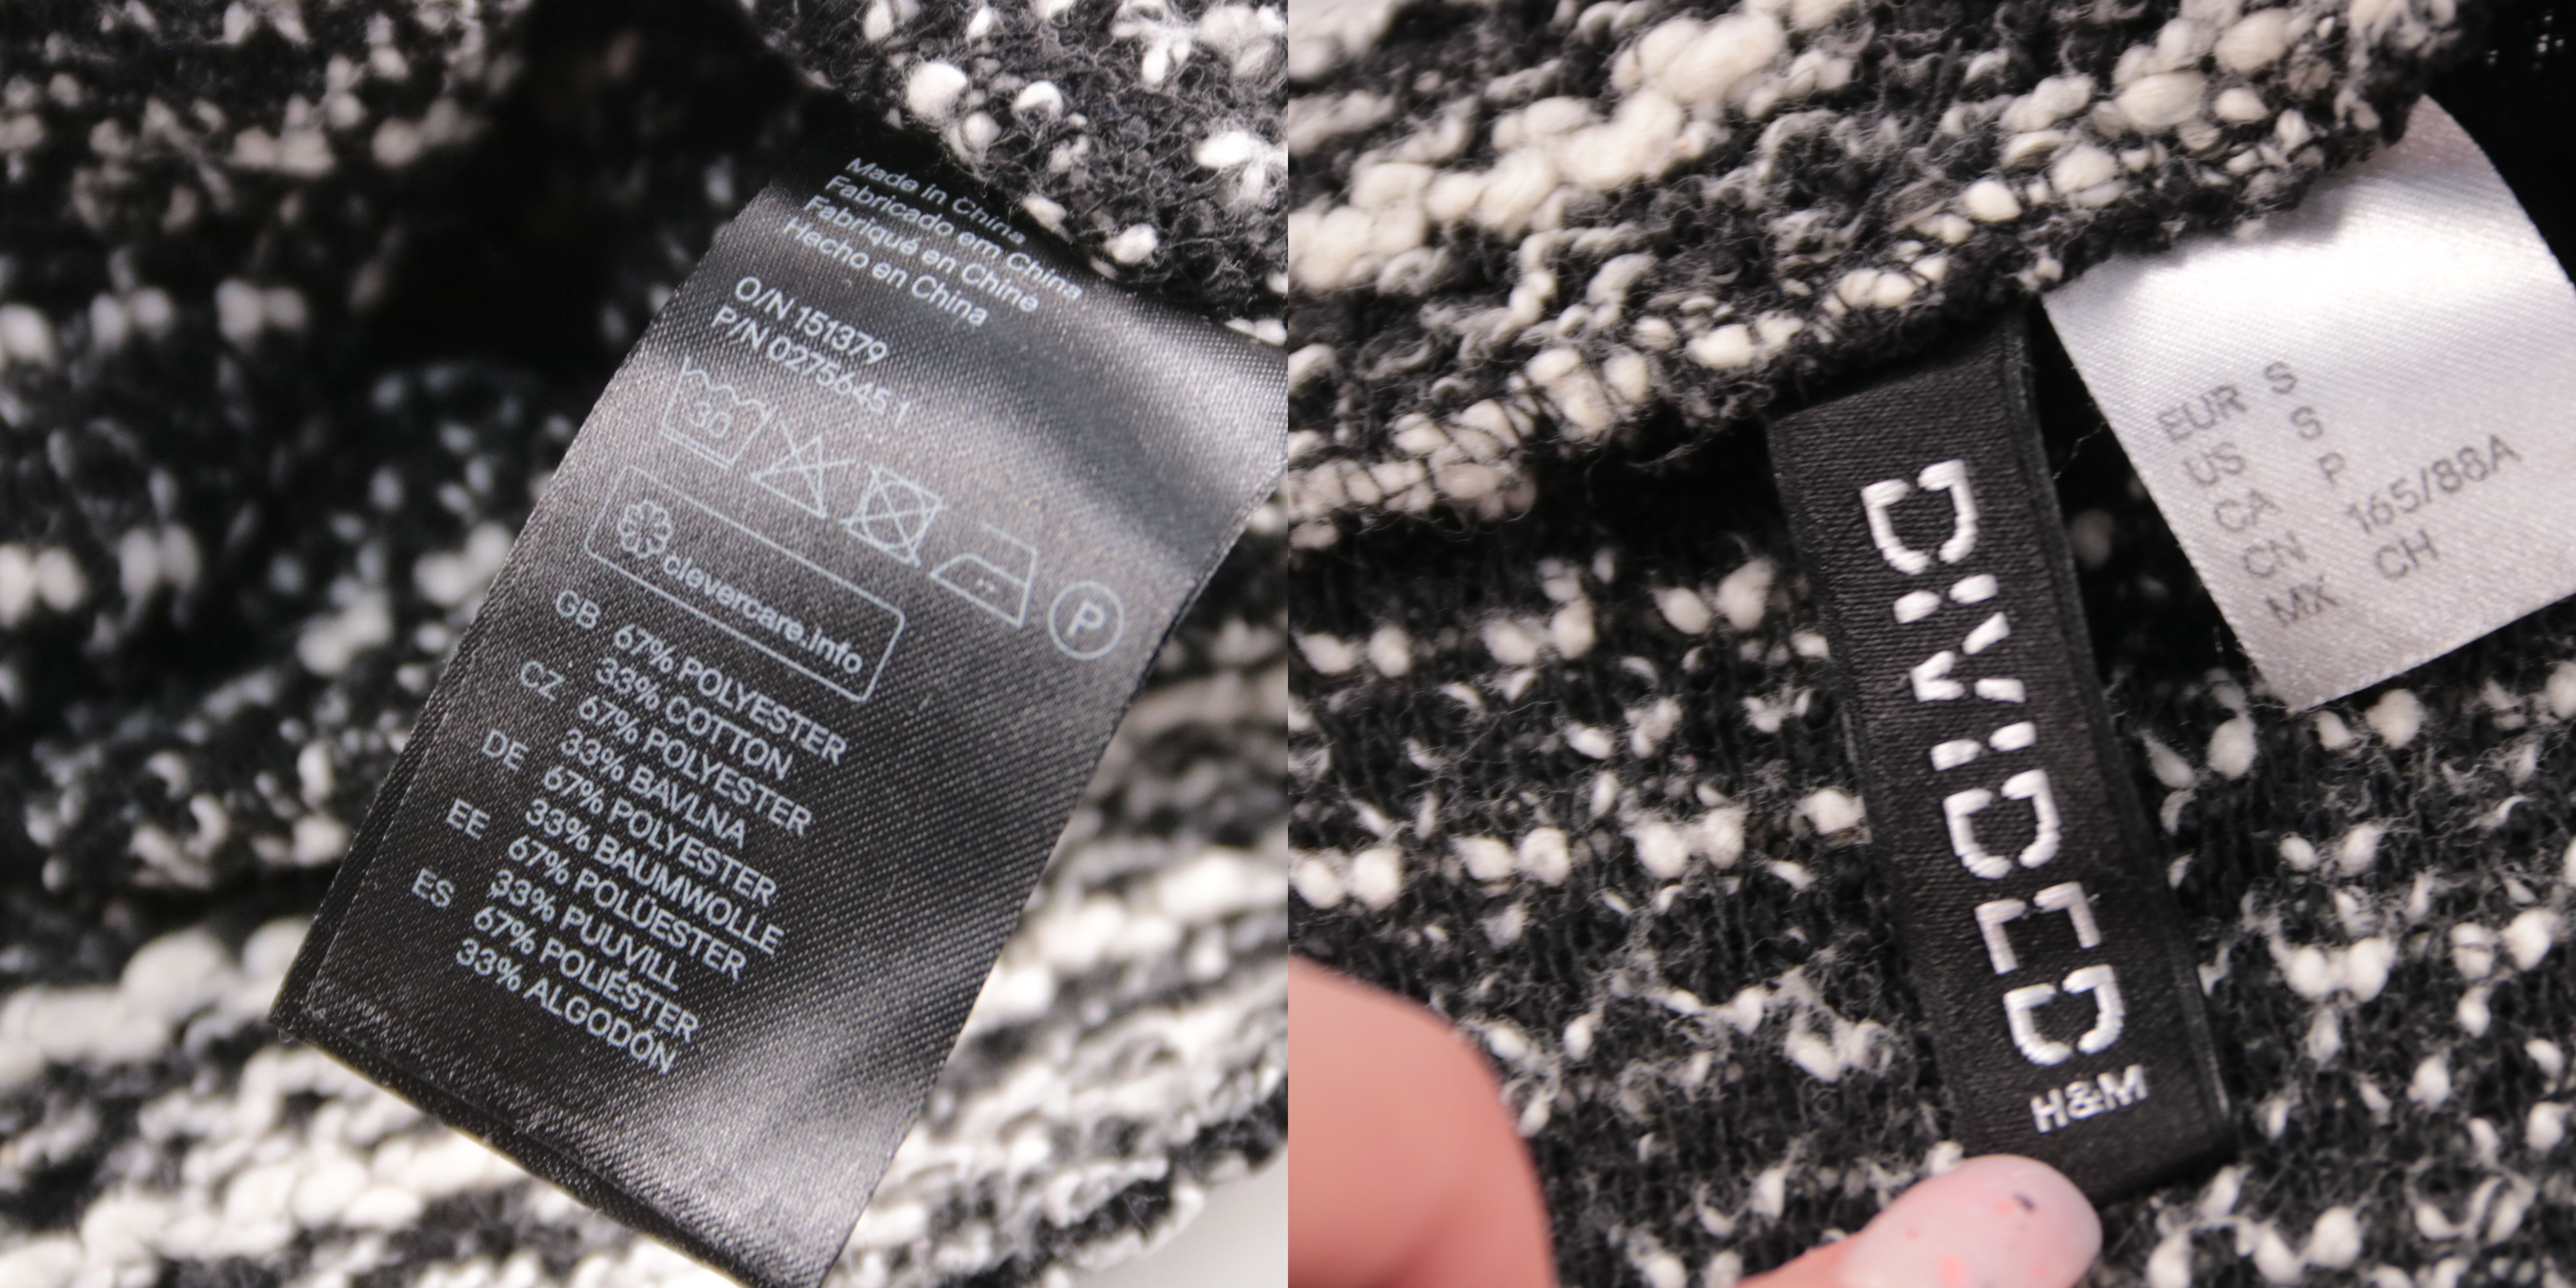 Made in China
Fabricado em China
Fabriqué en Chine
Hecho en China
O/N 151379
P/N 0275645 1
30
P
clevercare.info
GB 67% POLYESTER
33% COTTON
CZ 67% POLYESTER
33% BAVLNA
DE 67% POLYESTER
33% BAUMWOLLE
EE 67% POLÜESTER
33% PUUVILL
ES 67% POLIÉSTER
33% ALGODÓN
DIVIDED
H&M
EUR S
US S
CA P
CN 165/88A
MX CH